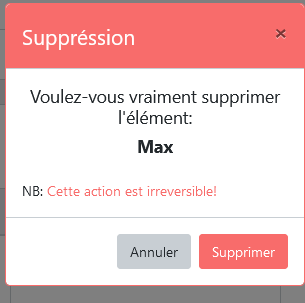 Suppréssion ×
Voulez-vous vraiment supprimer
l'élément:
Max
NB: Cette action est irreversible!
Annuler Supprimer